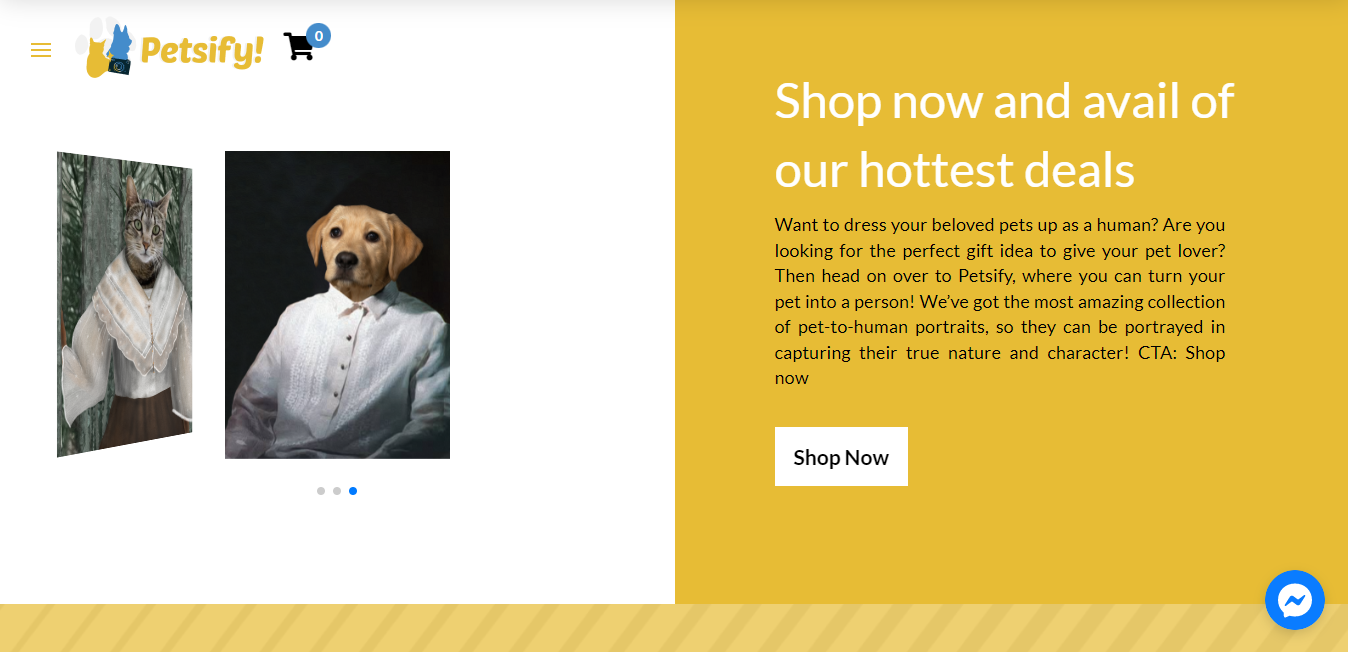 Petsify!
0
Shop now and avail of
our hottest deals
Want to dress your beloved pets up as a human? Are you
looking for the perfect gift idea to give your pet lover?
Then head on over to Petsify, where you can turn your
pet into a person! We’ve got the most amazing collection
of pet-to-human portraits, so they can be portrayed in
capturing their true nature and character! CTA: Shop
now
Shop Now